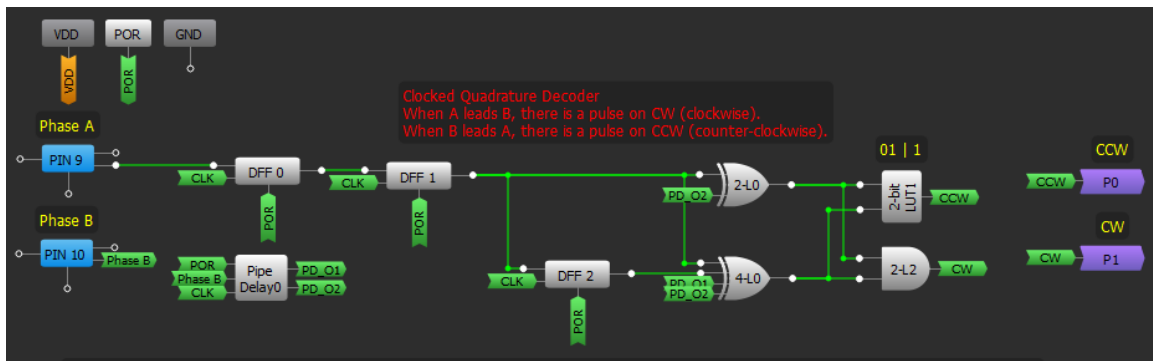 VDD
POR
GND
VDD
POR
Clocked Quadrature Decoder
When A leads B, there is a pulse on CW (clockwise).
When B leads A, there is a pulse on CCW (counter-clockwise).
Phase A
PIN 9
CLK
DFF 0
POR
CLK
DFF 1
POR
2-L0
PD_O2
01 | 1
2-bit
LUT1
CCW
CCW
CCW
P0
Phase B
PIN 10
Phase B
POR
Phase B
CLK
Pipe
Delay0
PD_O1
PD_O2
CLK
DFF 2
POR
PD_O1
PD_O2
4-L0
2-L2
CW
CW
CW
P1